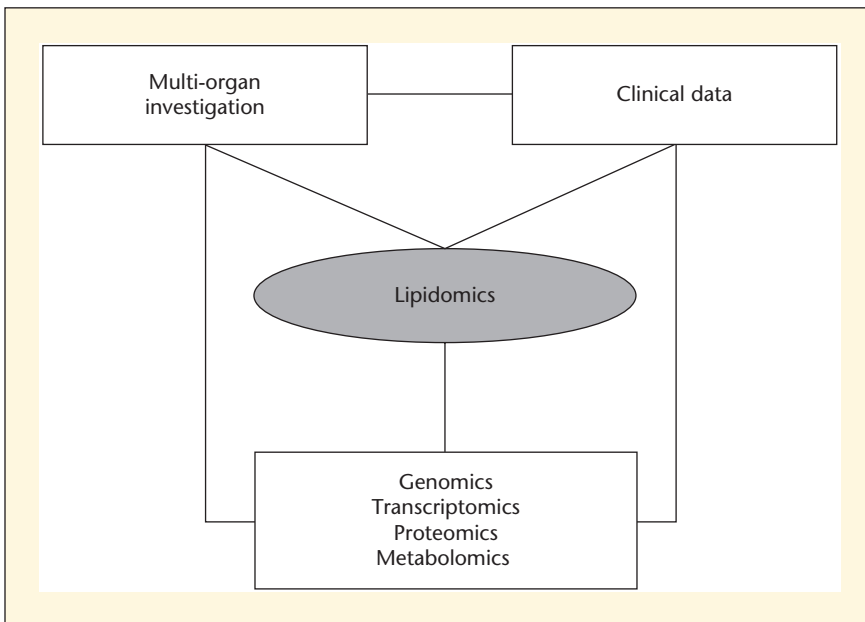 Multi-organ
investigation
Clinical data
Lipidomics
Genomics
Transcriptomics
Proteomics
Metabolomics